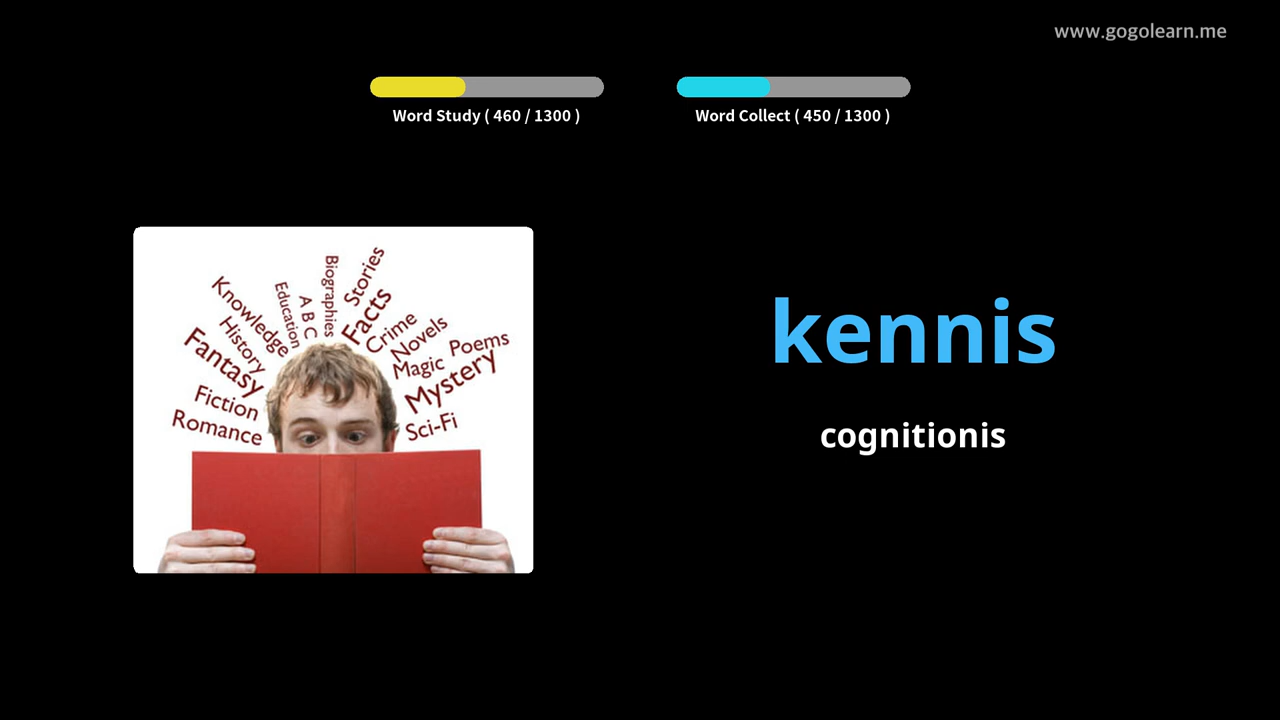 www.gogolearn.me
Word Study ( 460 / 1300 )
Word Collect ( 450 / 1300 )
Biographies
Stories
Education
A B C
Facts
Knowledge
Crime
History
Novels
Fantasy
Magic
Poems
Mystery
Fiction
Romance
Sci-Fi
kennis
cognitionis